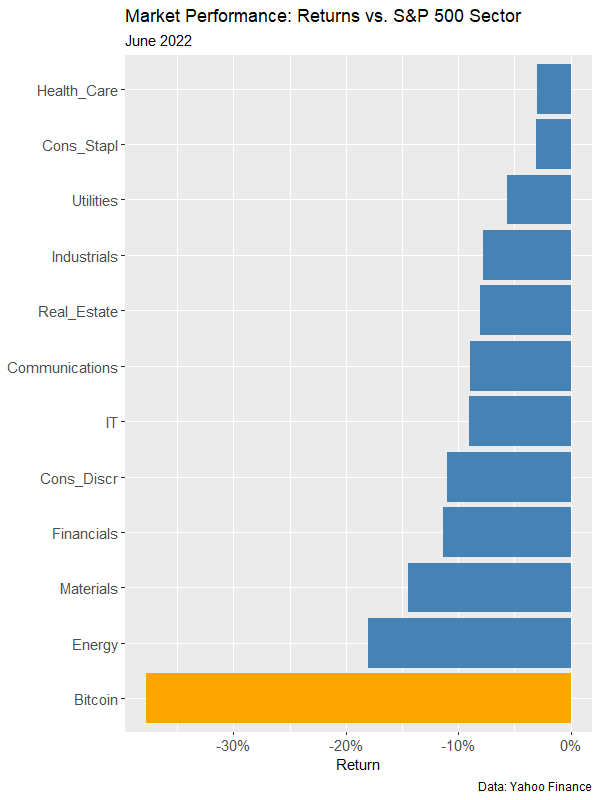 Market Performance: Returns vs. S&P 500 Sector
June 2022
Health_Care
Cons_Stapl
Utilities
Industrials
Real_Estate
Communications
IT
Cons_Discr
Financials
Materials
Energy
Bitcoin
-30% -20% -10% 0%
Return
Data: Yahoo Finance